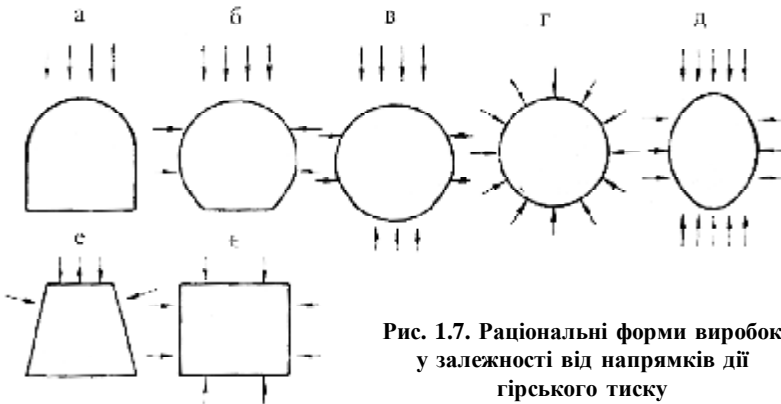 а б в г д
е є
Рис. 1.7. Раціональні форми виробок
у залежності від напрямків дії
гірського тиску